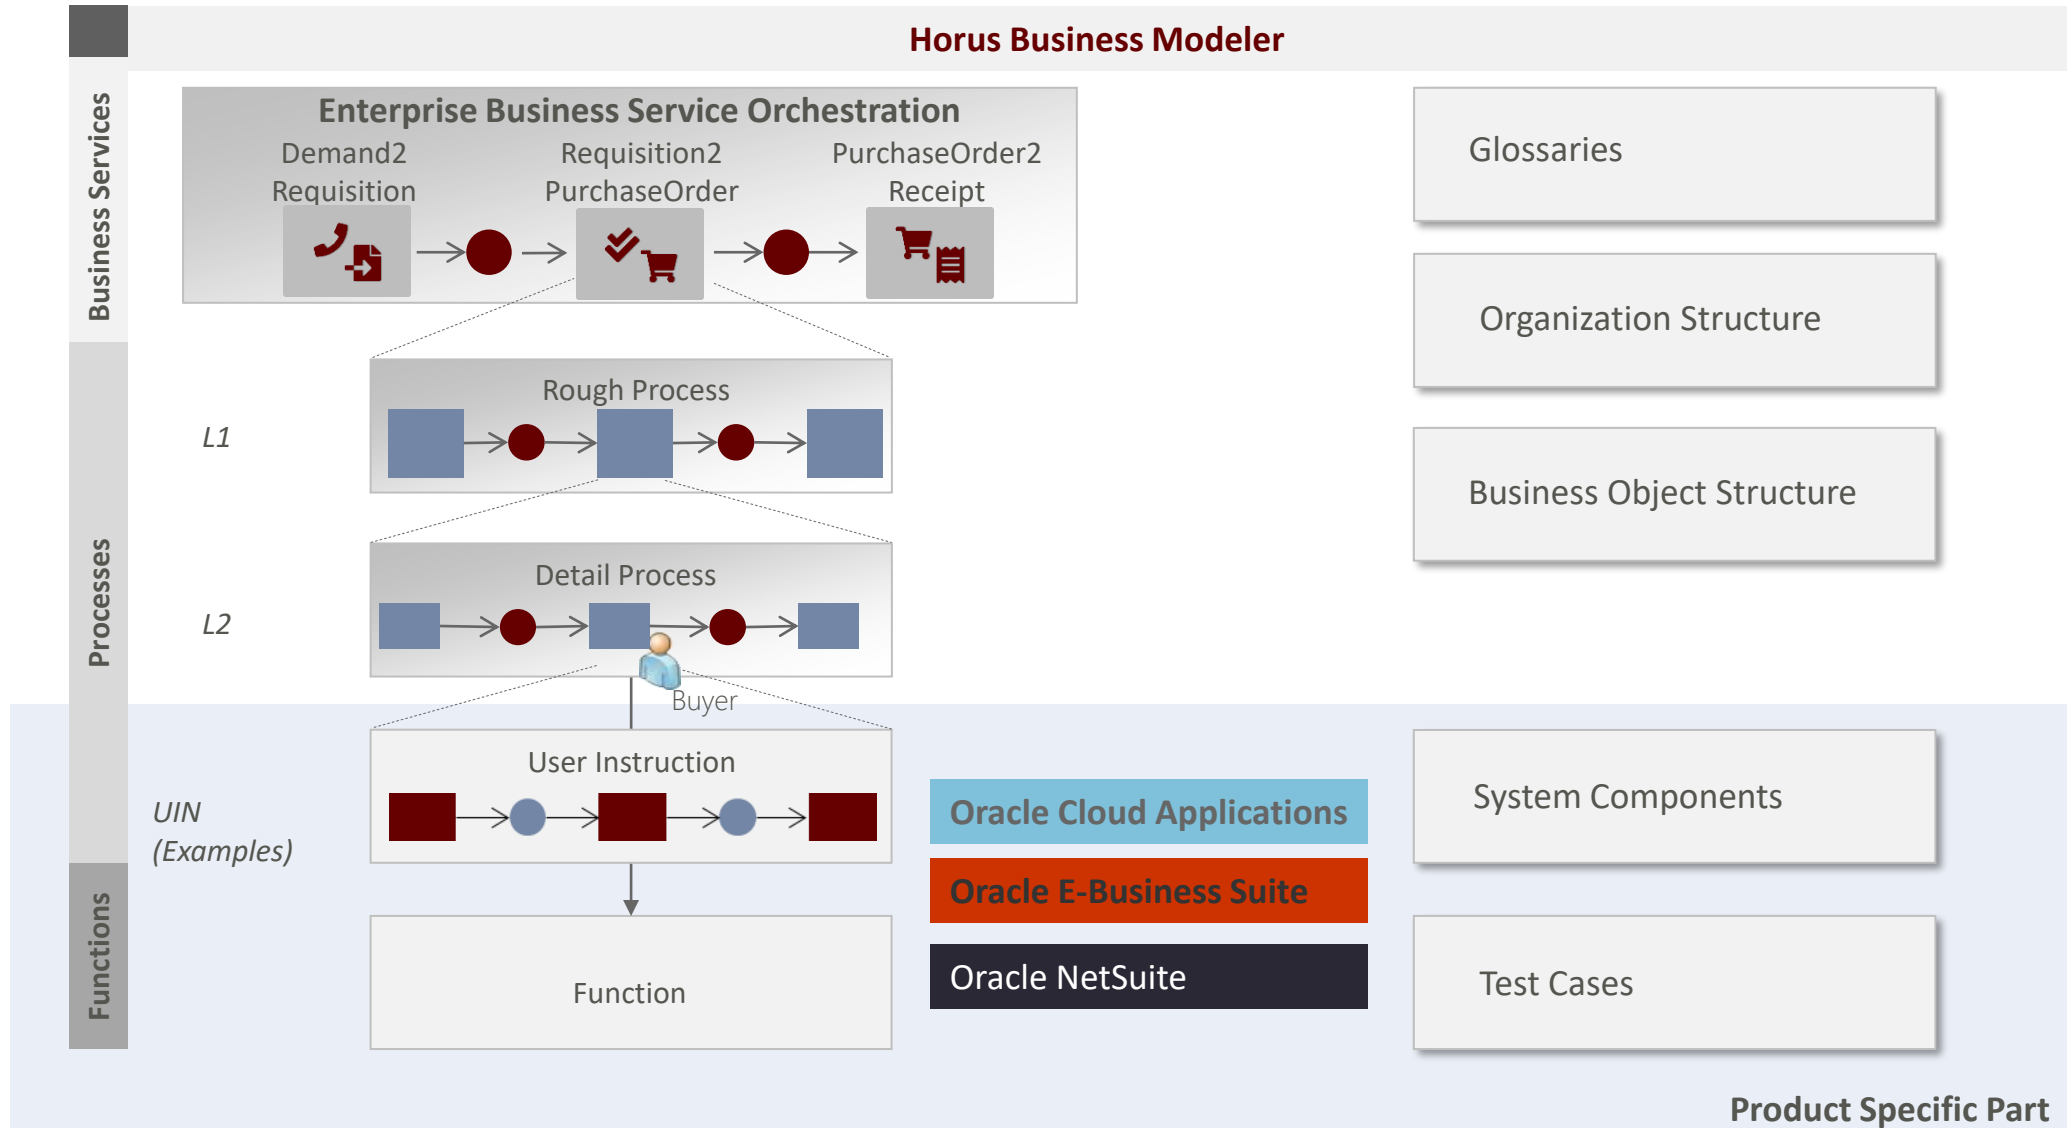 Horus Business Modeler
Business Services
Enterprise Business Service Orchestration
Demand2
Requisition
Requisition2
PurchaseOrder
PurchaseOrder2
Receipt
Glossaries
Organization Structure
Processes
L1
Rough Process
Business Object Structure
L2
Detail Process
Buyer
UIN
(Examples)
User Instruction
Oracle Cloud Applications
Oracle E-Business Suite
Oracle NetSuite
System Components
Functions
Function
Test Cases
Product Specific Part